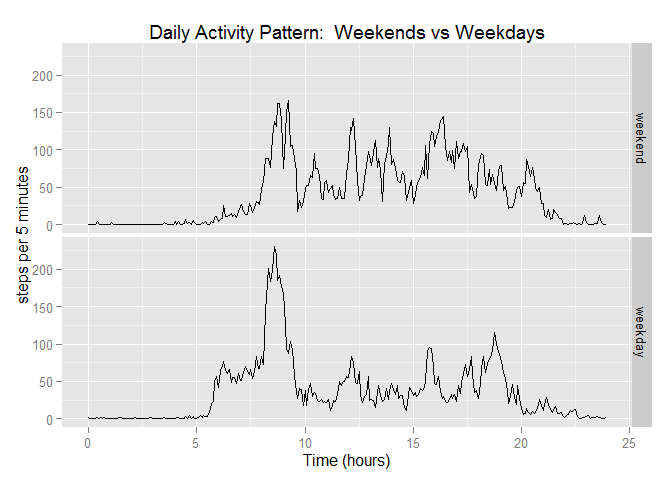 Daily Activity Pattern:  Weekends vs Weekdays
steps per 5 minutes
200
150
100
50
0
weekend
200
150
100
50
0
weekday
0 5 10 15 20 25
Time (hours)